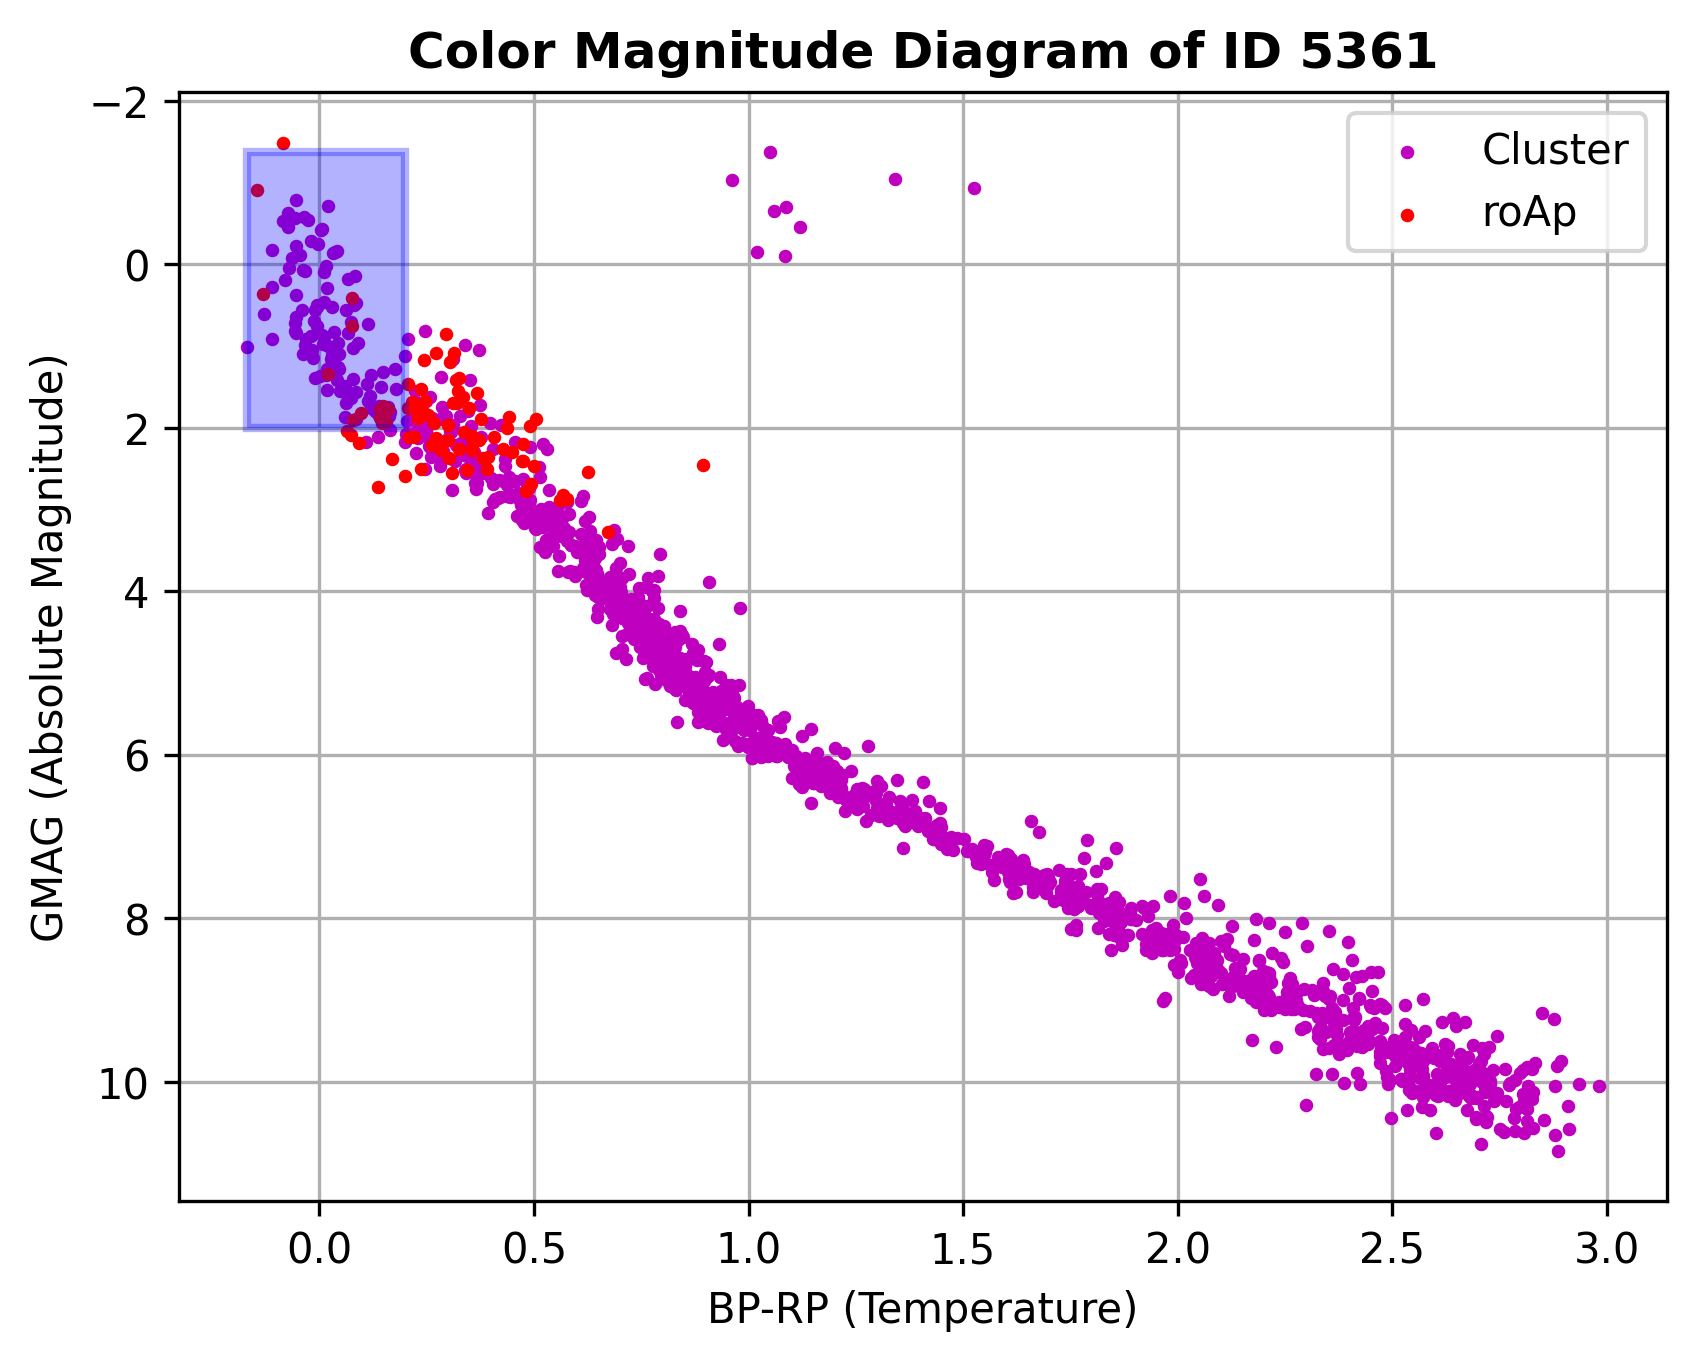 Color Magnitude Diagram of ID 5361
Cluster
roAp
GMAG (Absolute Magnitude)
−2
0
2
4
6
8
10
0.0 0.5 1.0 1.5 2.0 2.5 3.0
BP-RP (Temperature)